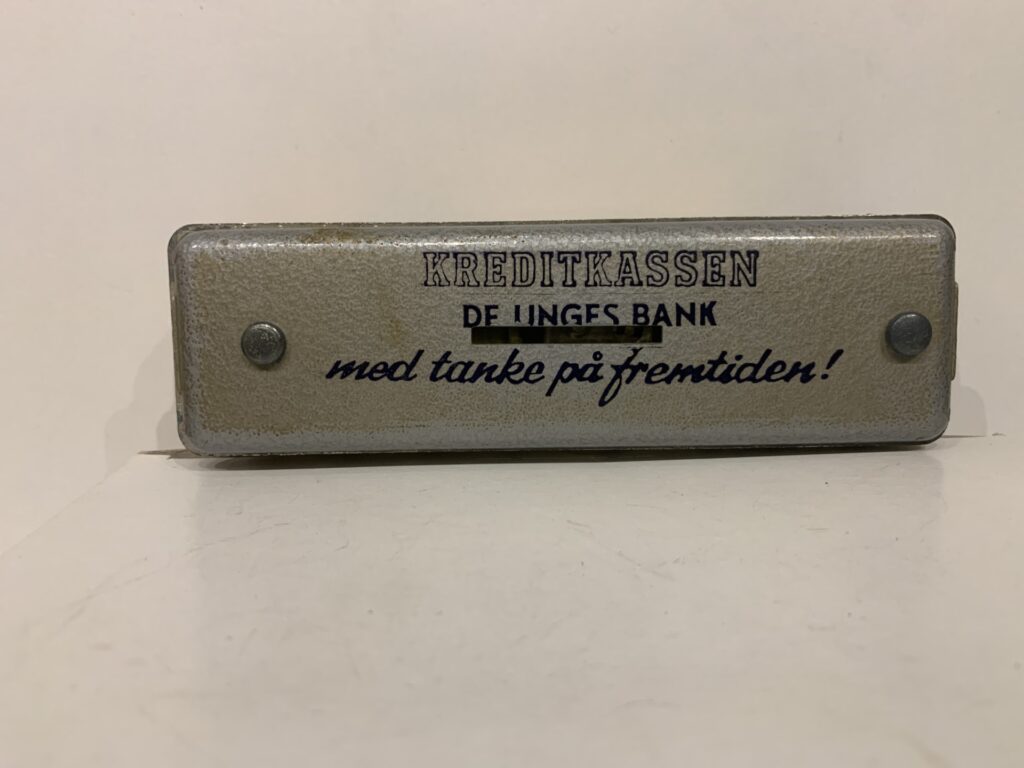 KREDITKASSEN
DE UNGES BANK
med tanke på fremtiden!